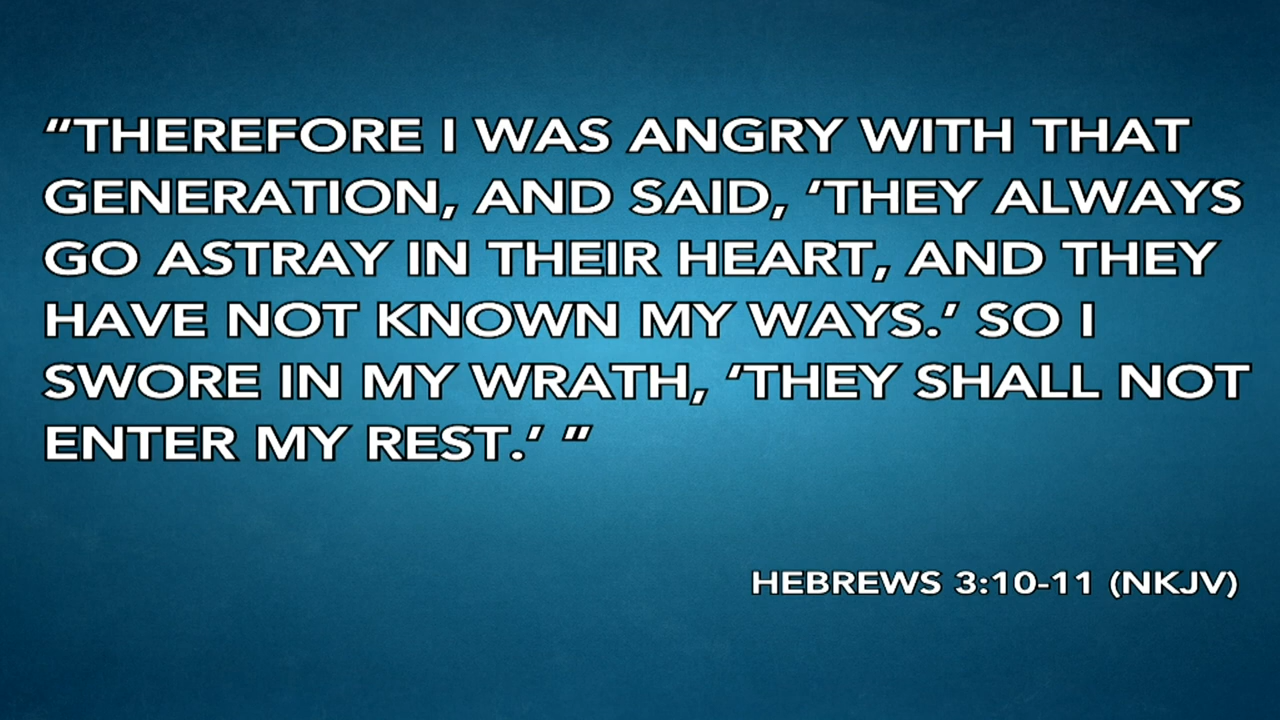 “THEREFORE I WAS ANGRY WITH THAT
GENERATION, AND SAID, ‘THEY ALWAYS
GO ASTRAY IN THEIR HEART, AND THEY
HAVE NOT KNOWN MY WAYS.’ SO I
SWORE IN MY WRATH, ‘THEY SHALL NOT
ENTER MY REST.’ ”
HEBREWS 3:10-11 (NKJV)